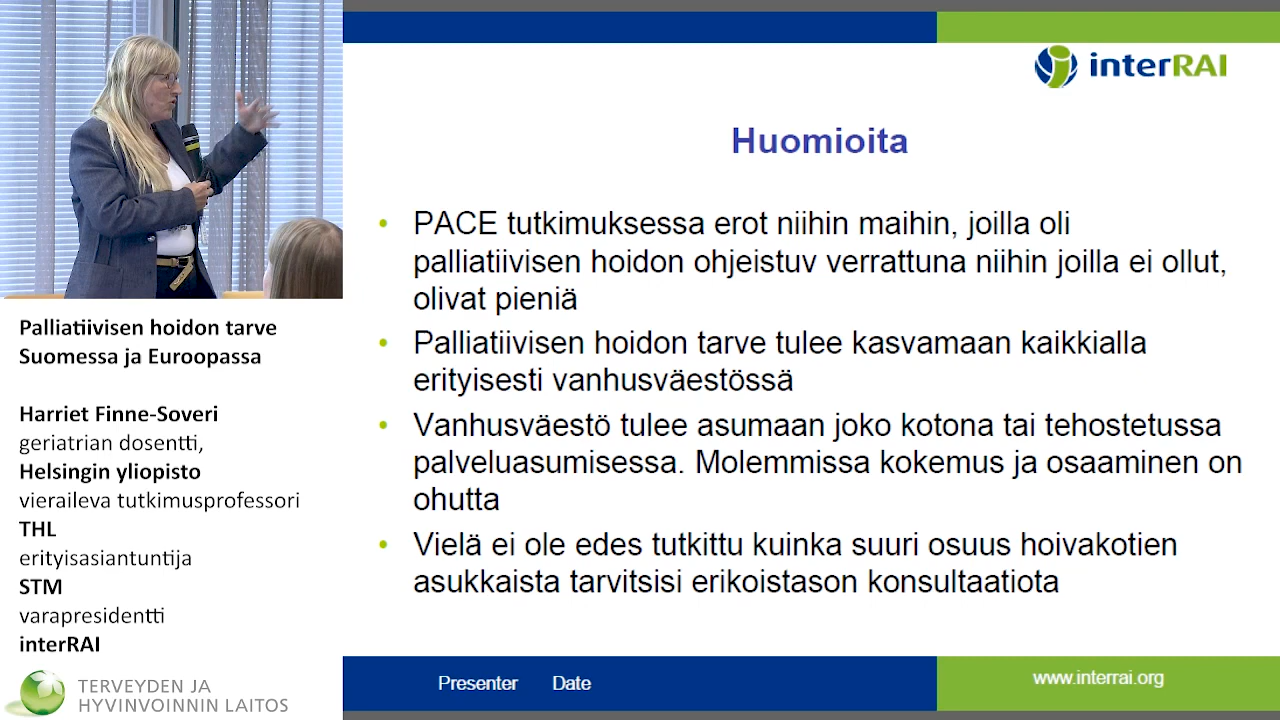 interRAI
Huomioita
PACE tutkimuksessa erot niihin maihin, joilla oli
palliatiivisen hoidon ohjeistuv verrattuna niihin joilla ei ollut,
olivat pieniä
Palliatiivisen hoidon tarve tulee kasvamaan kaikkialla
erityisesti vanhusväestössä
Vanhusväestö tulee asumaan joko kotona tai tehostetussa
palveluasumisessa. Molemmissa kokemus ja osaaminen on
ohutta
Vielä ei ole edes tutkittu kuinka suuri osuus hoivakotien
asukkaista tarvitsisi erikoistason konsultaatiota
Presenter Date
www.interrai.org
Palliatiivisen hoidon tarve
Suomessa ja Euroopassa
Harriet Finne-Soveri
geriatrian dosentti,
Helsingin yliopisto
vieraileva tutkimusprofessori
THL
erityisasiantuntija
STM
varapresidentti
interRAI
TERVEYDEN JA
HYVINVOINNIN LAITOS